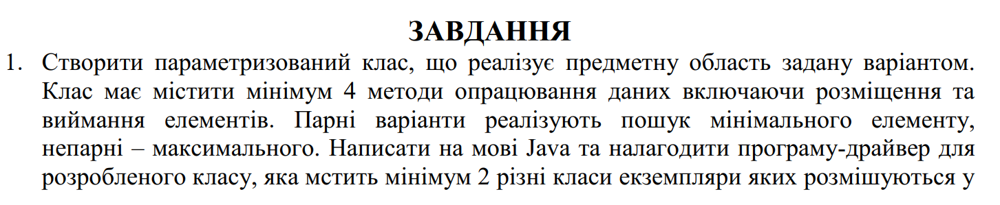 ЗАВДАННЯ
1. Створити параметризований клас, що реалізує предметну область задану варіантом.
Клас має містити мінімум 4 методи опрацювання даних включаючи розміщення та
виймання елементів. Парні варіанти реалізують пошук мінімального елементу,
непарні – максимального. Написати на мові Java та налагодити програму-драйвер для
розробленого класу, яка мстить мінімум 2 різні класи екземпляри яких розмішуються у